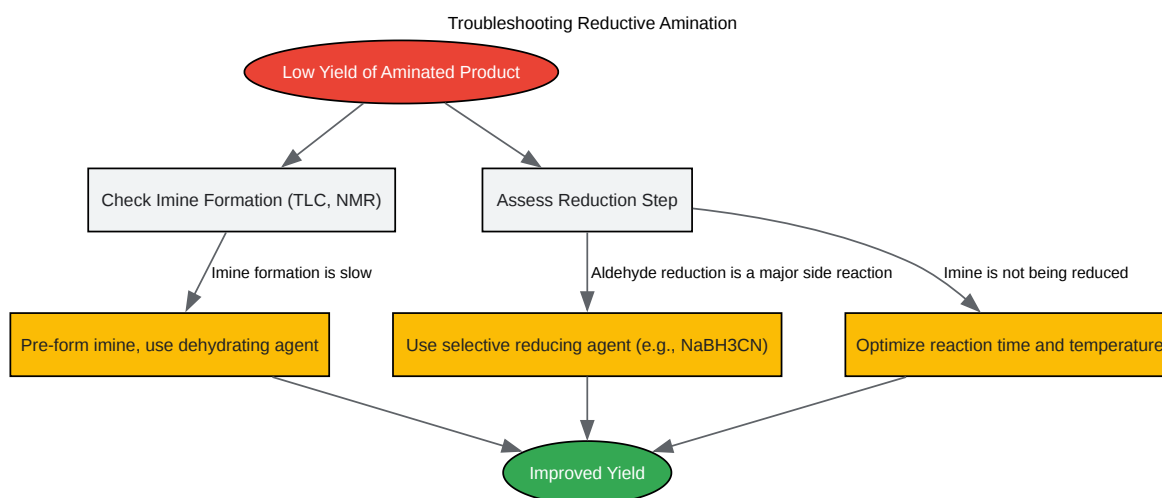 Troubleshooting Reductive Amination
Low Yield of Aminated Product
Check Imine Formation (TLC, NMR)
Assess Reduction Step
Imine formation is slow
Aldehyde reduction is a major side reaction
Imine is not being reduced
Pre-form imine, use dehydrating agent
Use selective reducing agent (e.g., NaBH3CN)
Optimize reaction time and temperature
Improved Yield